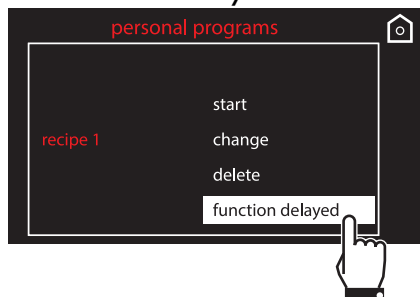 personal programs
start
recipe 1
change
delete
function delayed